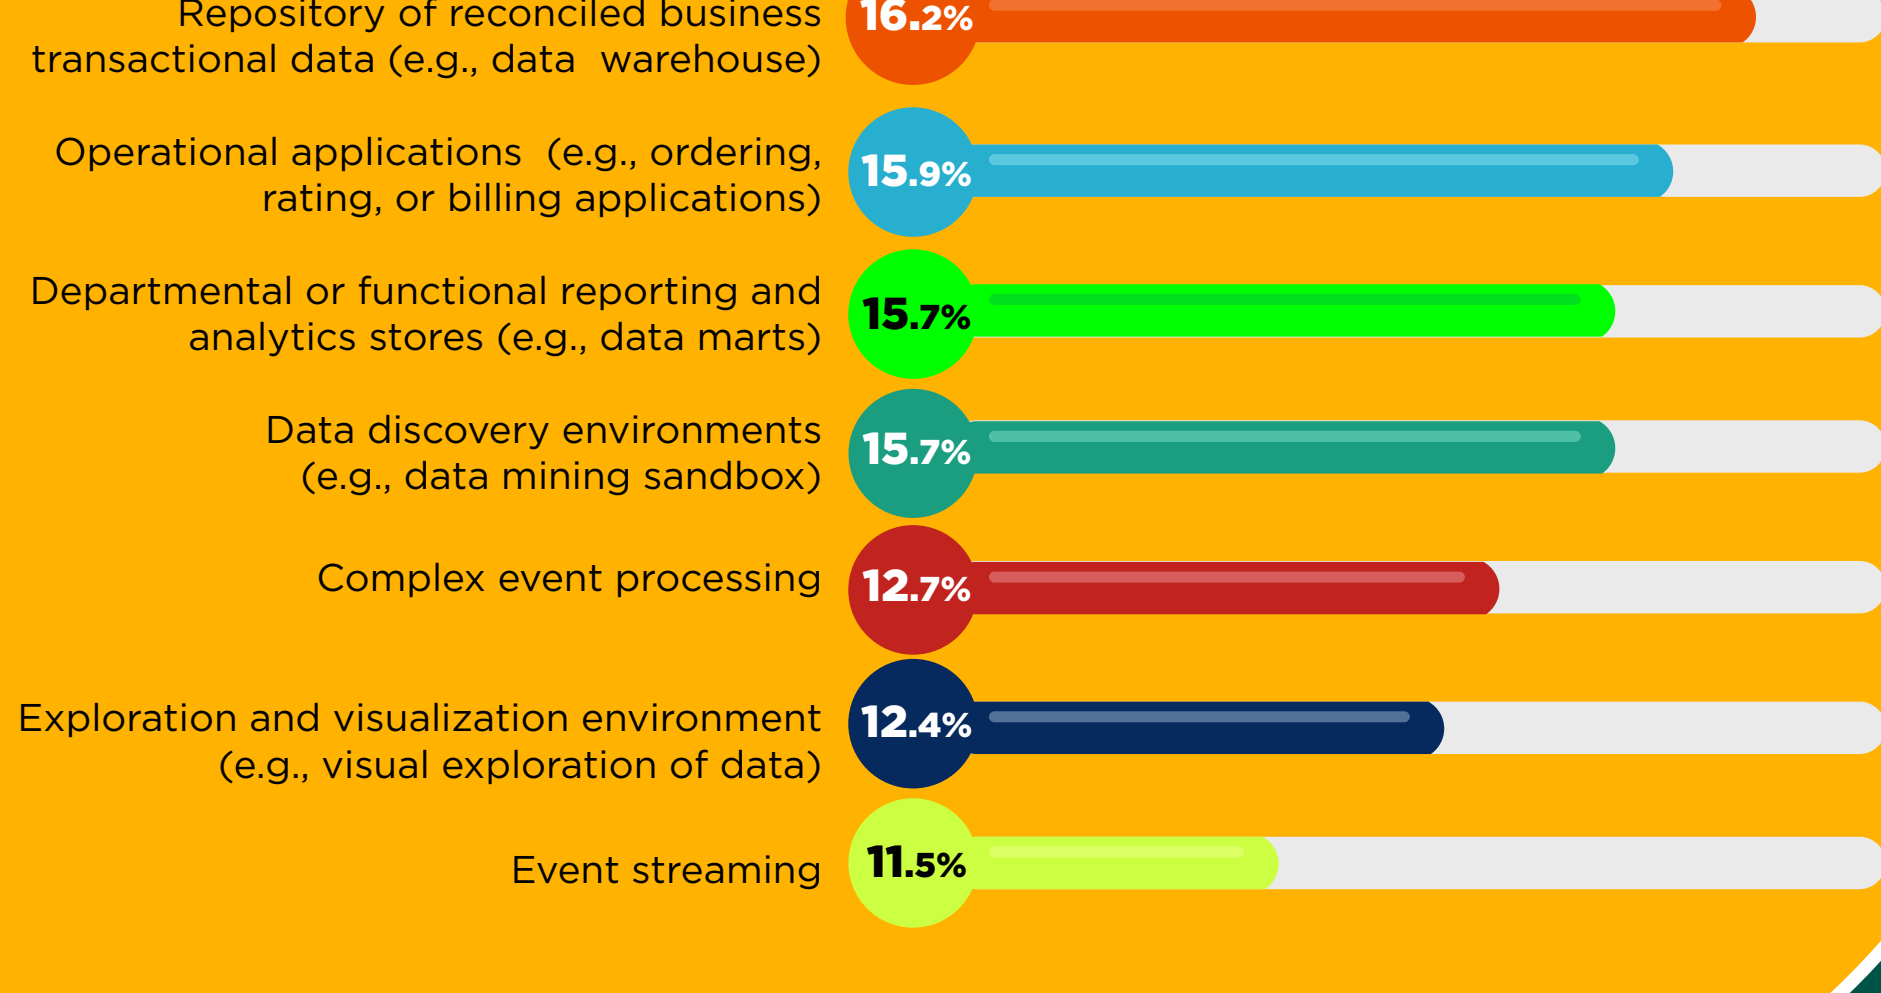 Repository of reconciled business
transactional data (e.g., data warehouse)
16.2%
Operational applications (e.g., ordering,
rating, or billing applications)
15.9%
Departmental or functional reporting and
analytics stores (e.g., data marts)
15.7%
Data discovery environments
(e.g., data mining sandbox)
15.7%
Complex event processing
12.7%
Exploration and visualization environment
(e.g., visual exploration of data)
12.4%
Event streaming
11.5%